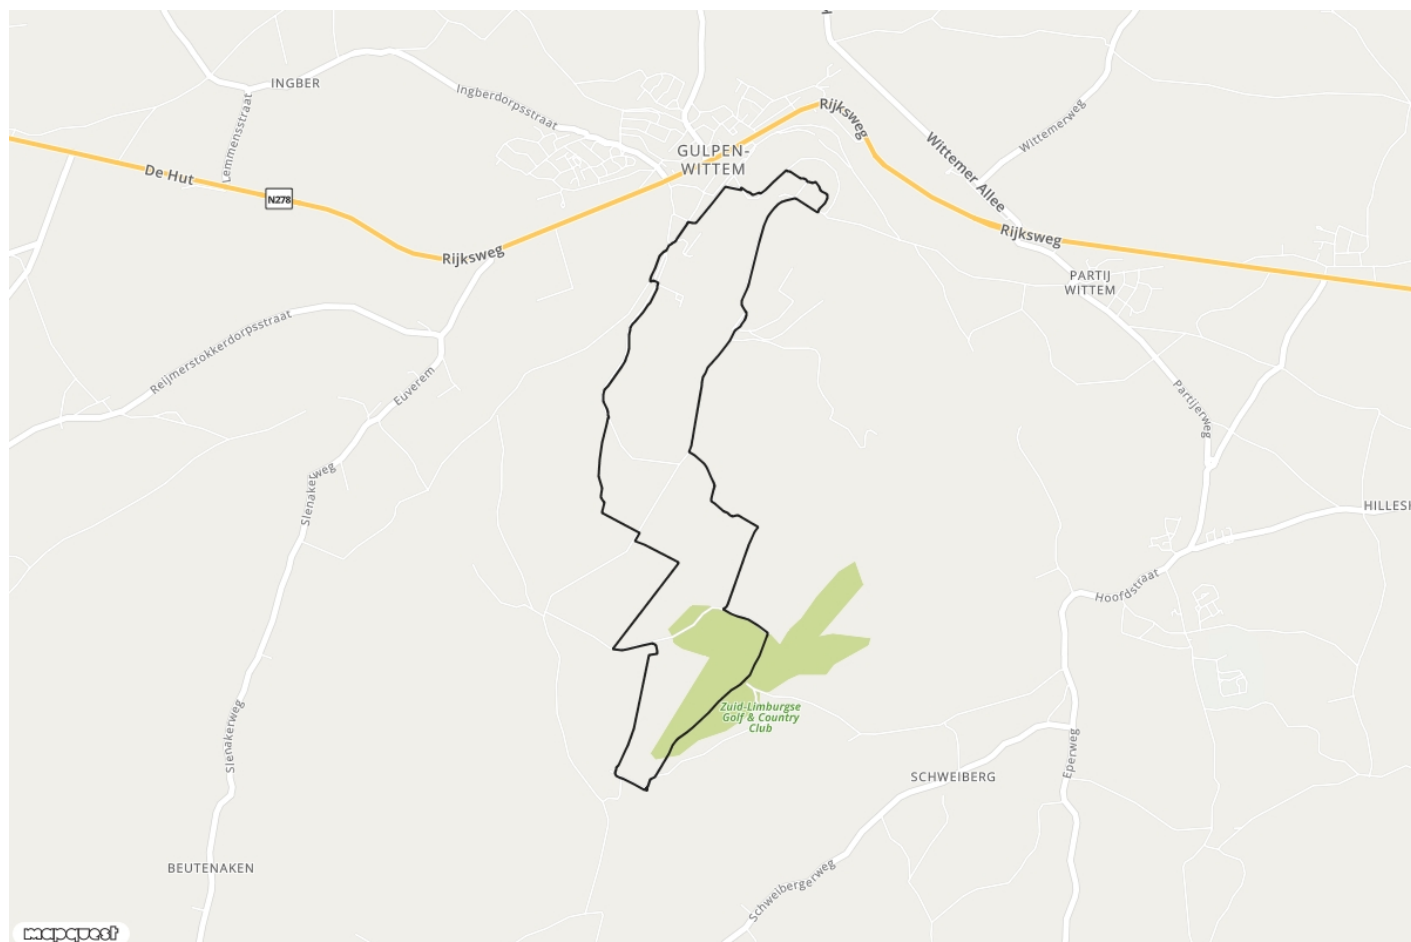 INGBER
Ingberdorpsstraat
Lemmensstraat
Rijksweg
Wittemerweg
Wittemer Allee
GULPEN-
WITTEM
De Hut
N278
Rijksweg
Rijksweg
PARTIJ
WITTEM
Reijmerstokkerdorpsstraat
Euverem
Partijerweg
Slenakerweg
HILLESH
Hoofdstraat
Slenakerweg
Zuid-Limburgse
Golf & Country
Club
Eperweg
SCHWEIBERG
BEUTENAKEN
Schweibergerweg
mapquest